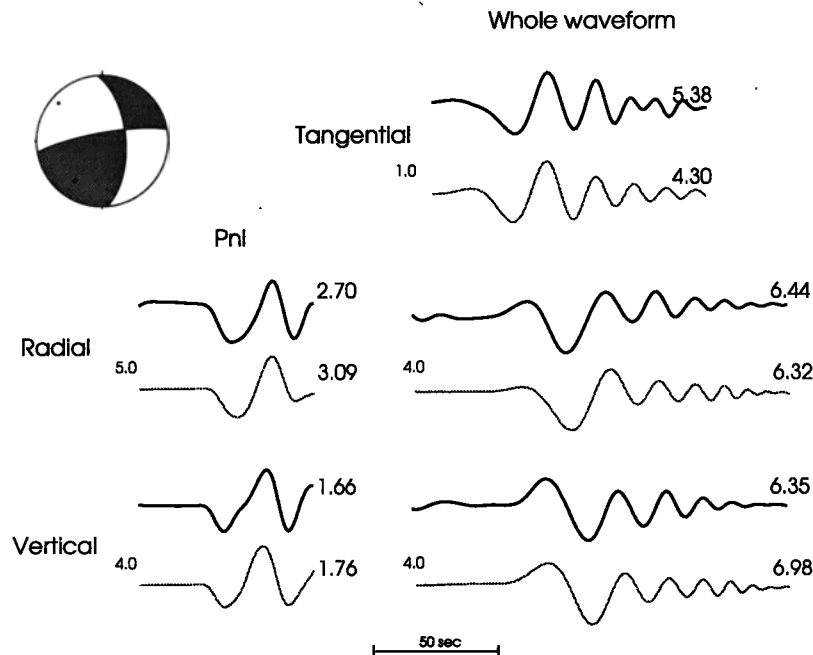 Whole waveform
5.38
Tangential
1.0
4.30
Pnl
2.70
6.44
Radial
5.0
3.09
4.0
6.32
1.66
6.35
Vertical
4.0
1.76
4.0
6.98
50 sec